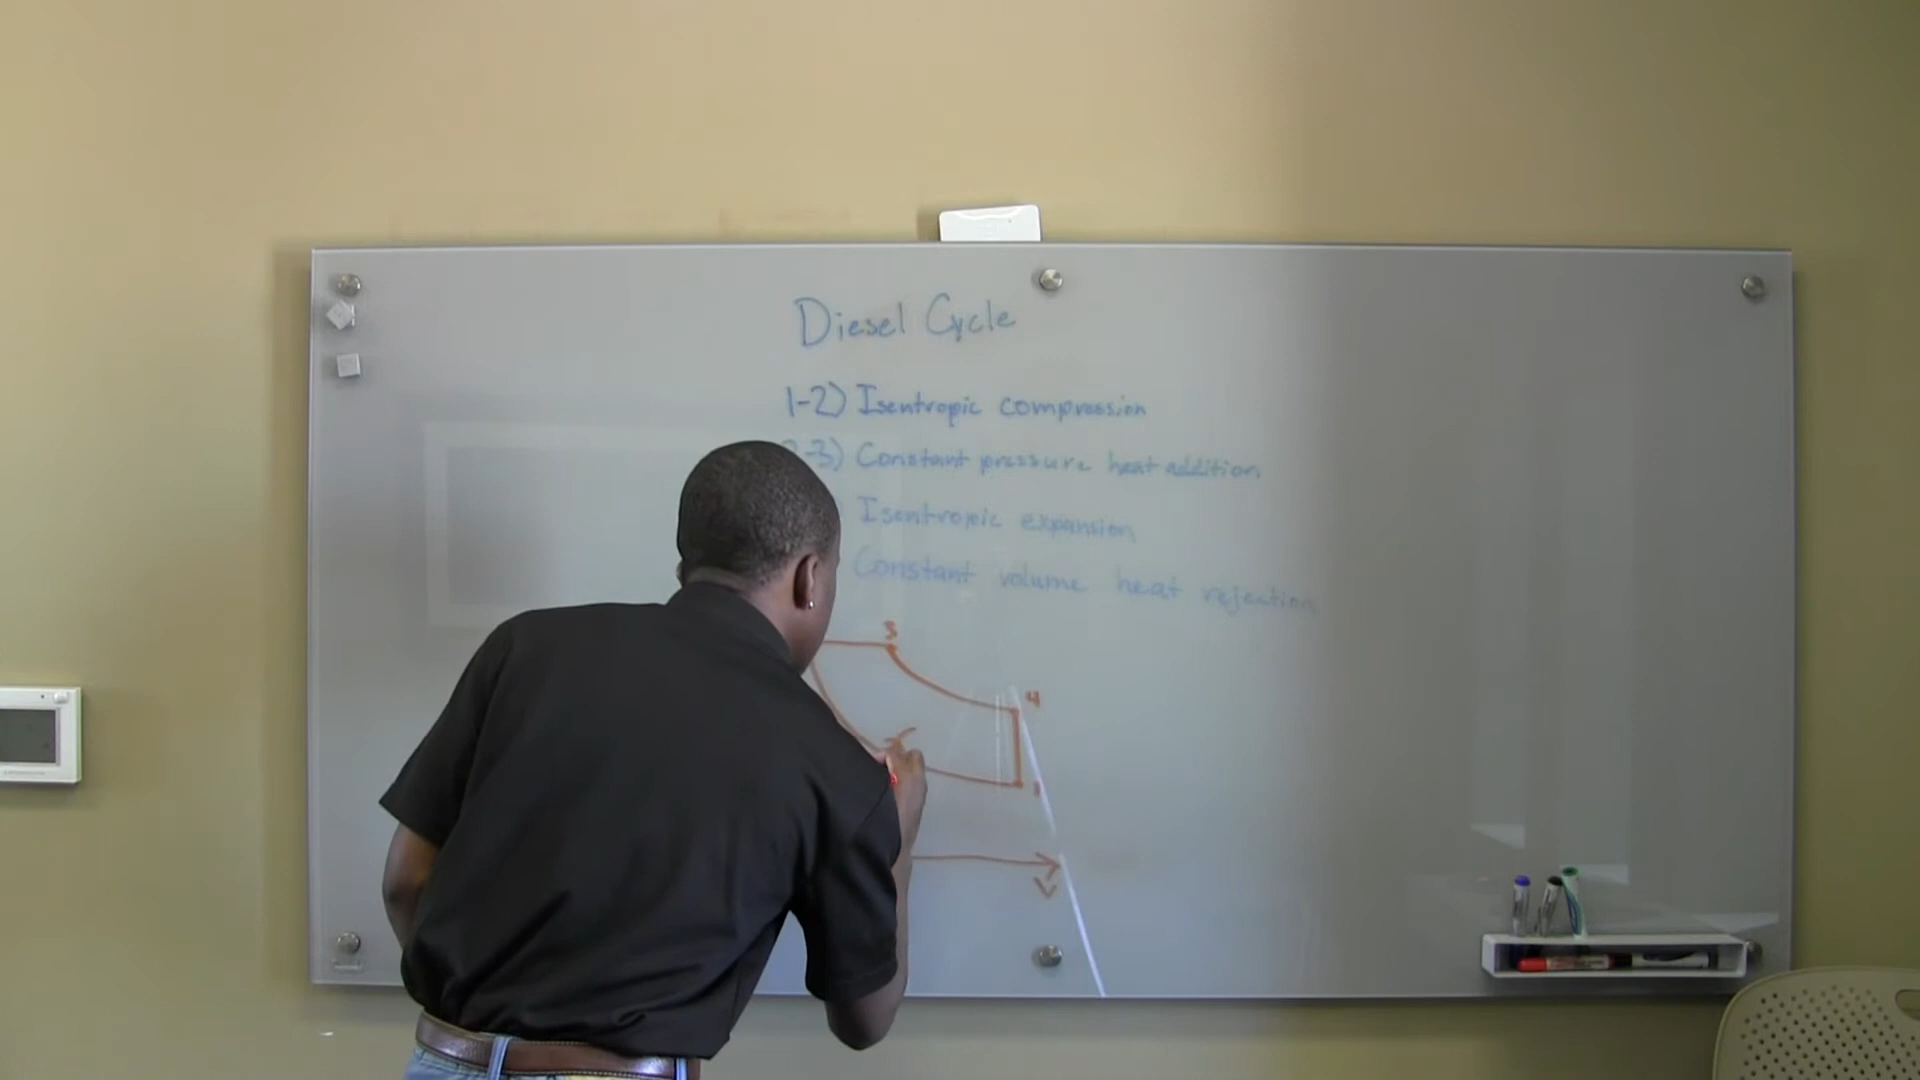 Diesel Cycle
1-2) Isentropic compression
-3) Constant pressure heat addition
Isentropic expansion
Constant volume heat rejection
3
4
1
V